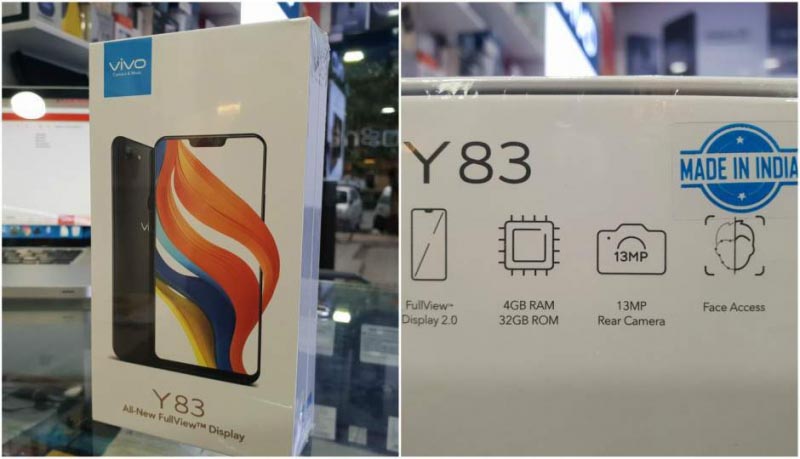 vivo
Camera & Music
Vi
Y83
All-New FullView™ Display
Y83
MADE IN INDIA
13MP
FullView™
Display 2.0
4GB RAM
32GB ROM
13MP
Rear Camera
Face Access